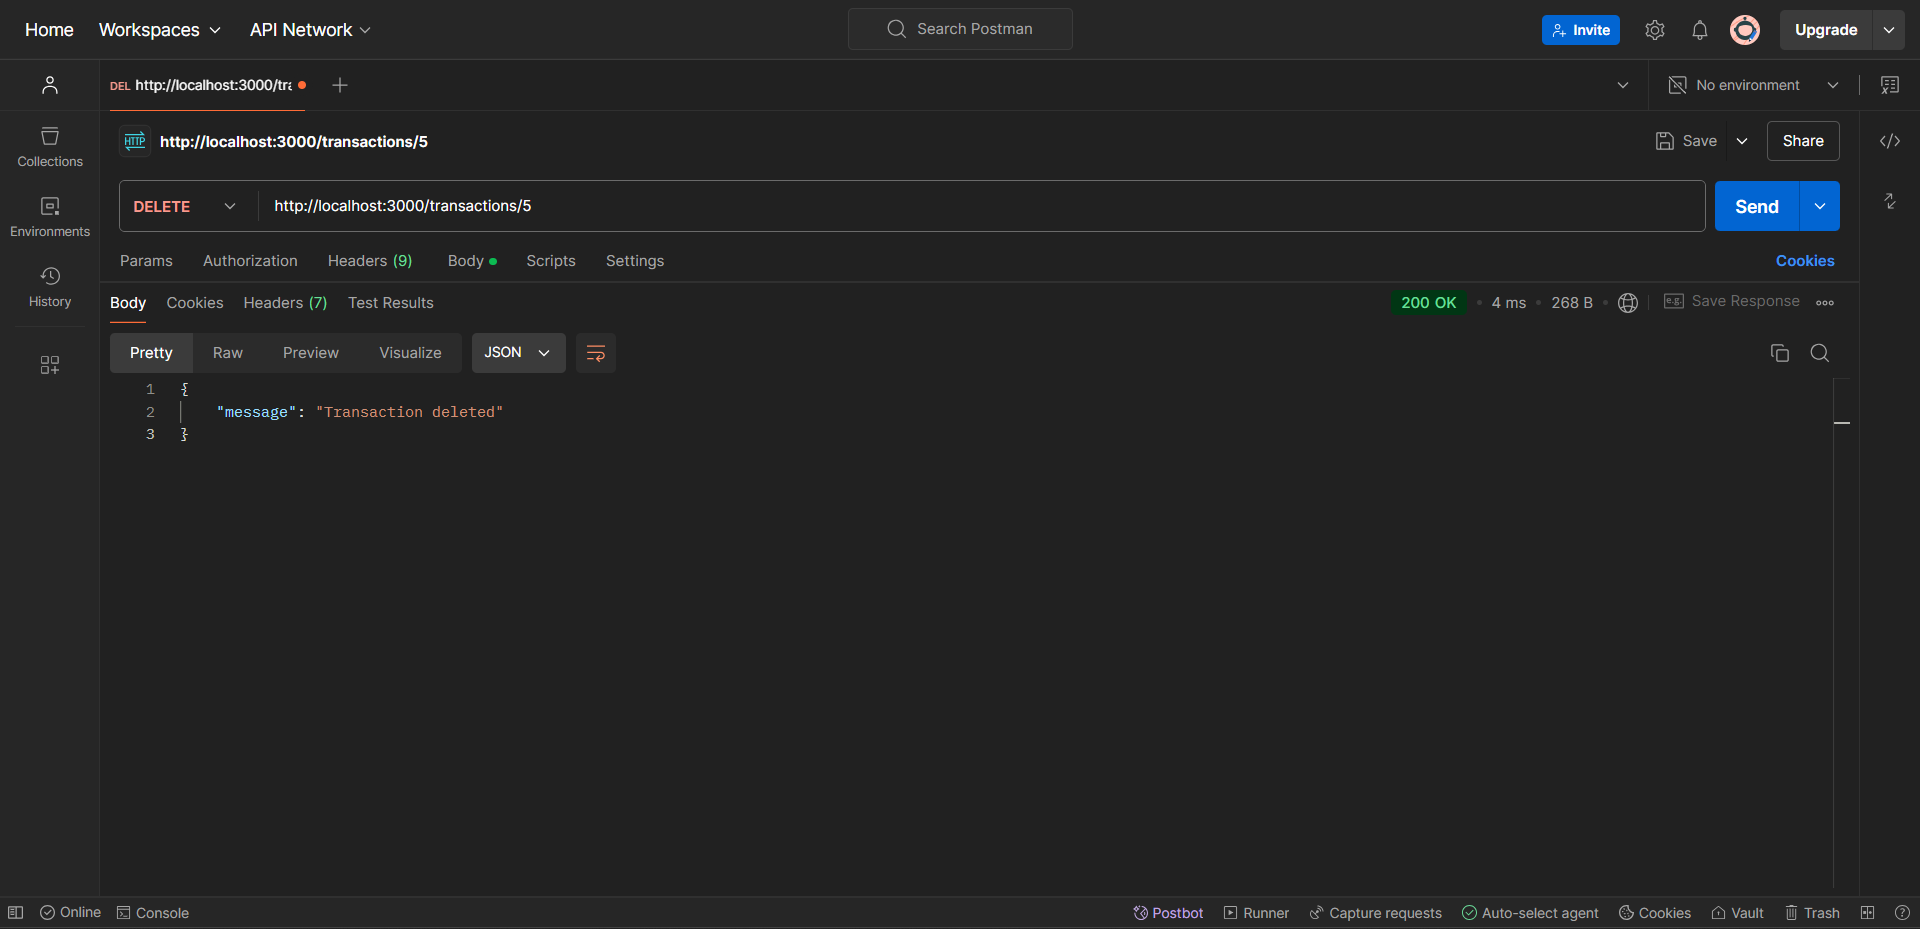 Home Workspaces API Network Search Postman Invite Upgrade
DEL http://localhost:3000/tra No environment
Collections
Environments
History
HTTP http://localhost:3000/transactions/5 Save Share
DELETE http://localhost:3000/transactions/5 Send
Params Authorization Headers (9) Body Scripts Settings Cookies
Body Cookies Headers (7) Test Results 200 OK 4 ms 268 B e.g. Save Response
Pretty Raw Preview Visualize JSON
1 {
2 "message": "Transaction deleted"
3 }
Online Console Postbot Runner Capture requests Auto-select agent Cookies Vault Trash